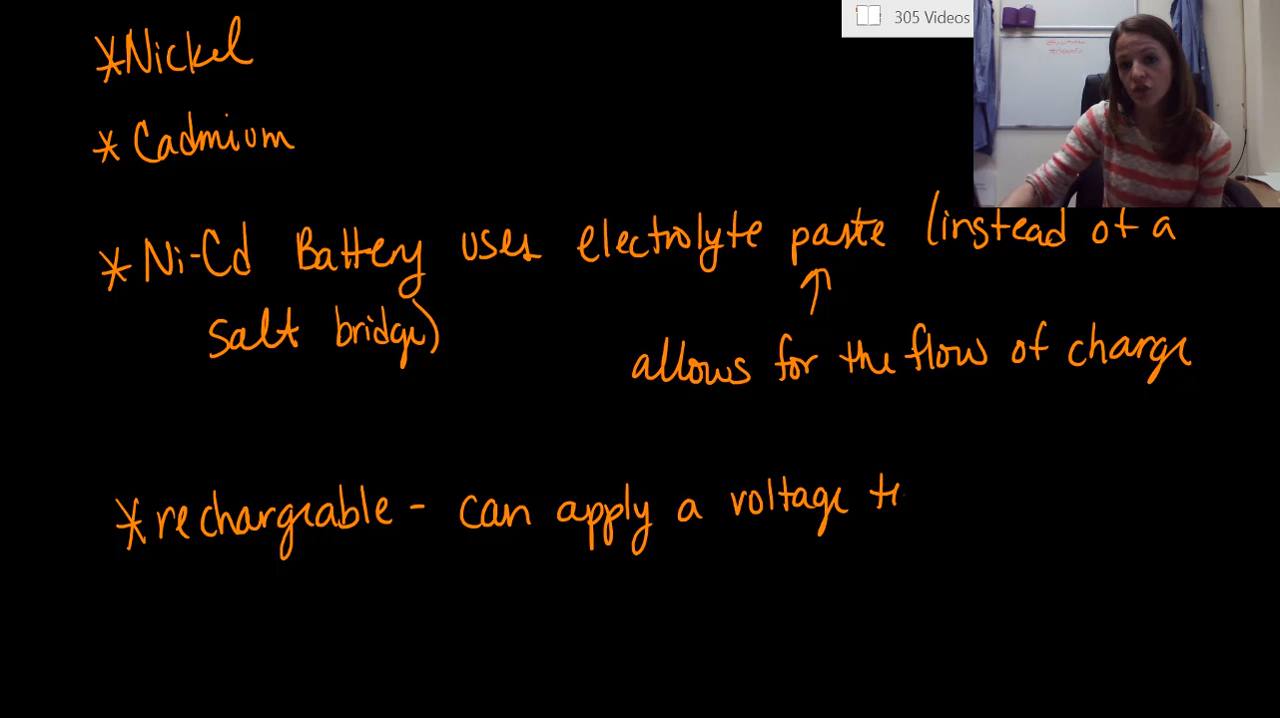 305 Videos
*Nickel
* Cadmium
* Ni-Cd Battery uses electrolyte paste (instead of a
salt bridge)
↑
allows for the flow of charge
*rechargeable - can apply a voltage t